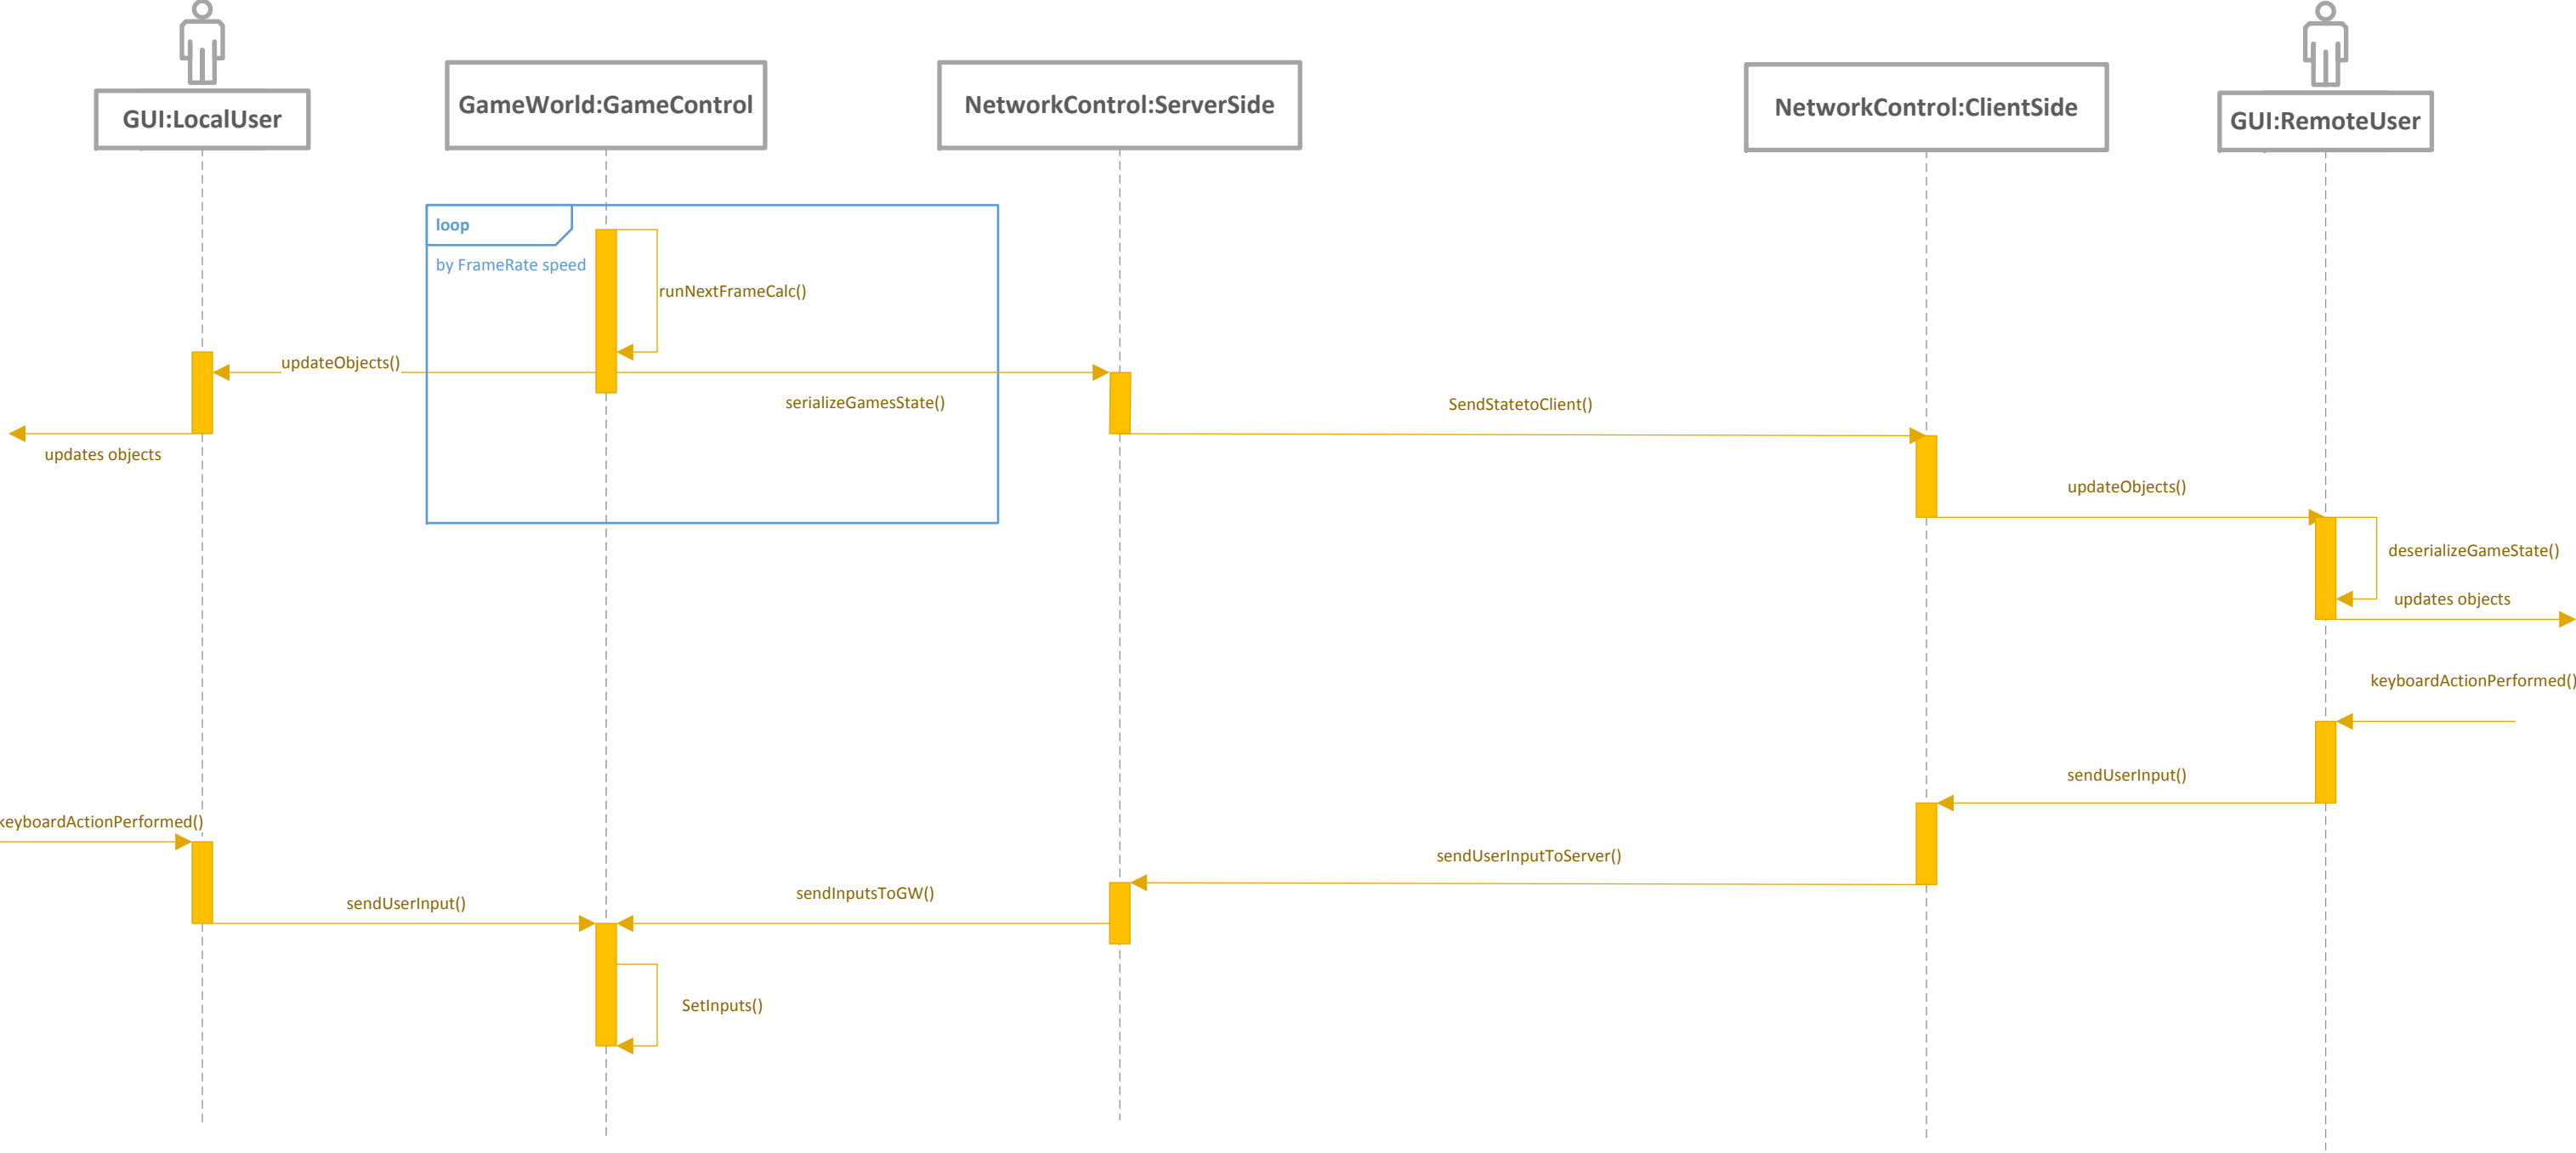 GUI:LocalUser
GameWorld:GameControl
NetworkControl:ServerSide
NetworkControl:ClientSide
GUI:RemoteUser
loop
by FrameRate speed
runNextFrameCalc()
updateObjects()
serializeGamesState()
SendStatetoClient()
updates objects
updateObjects()
deserializeGameState()
updates objects
keyboardActionPerformed()
sendUserInput()
keyboardActionPerformed()
sendUserInputToServer()
sendInputsToGW()
sendUserInput()
SetInputs()